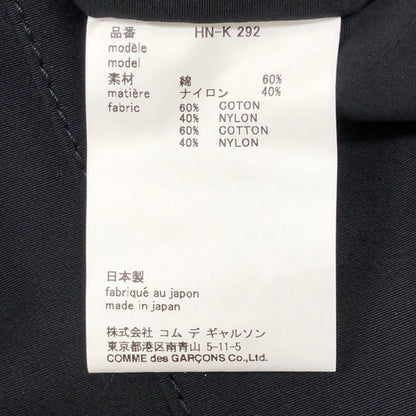 品番 HN-K 292
modèle
model
素材 綿 60%
matière ナイロン 40%
fabric 60% COTON
40% NYLON
60% COTTON
40% NYLON
日本製
fabriqué au japon
made in japan
株式会社 コム デ ギャルソン
東京都港区南青山 5-11-5
COMME des GARÇONS Co.,Ltd.